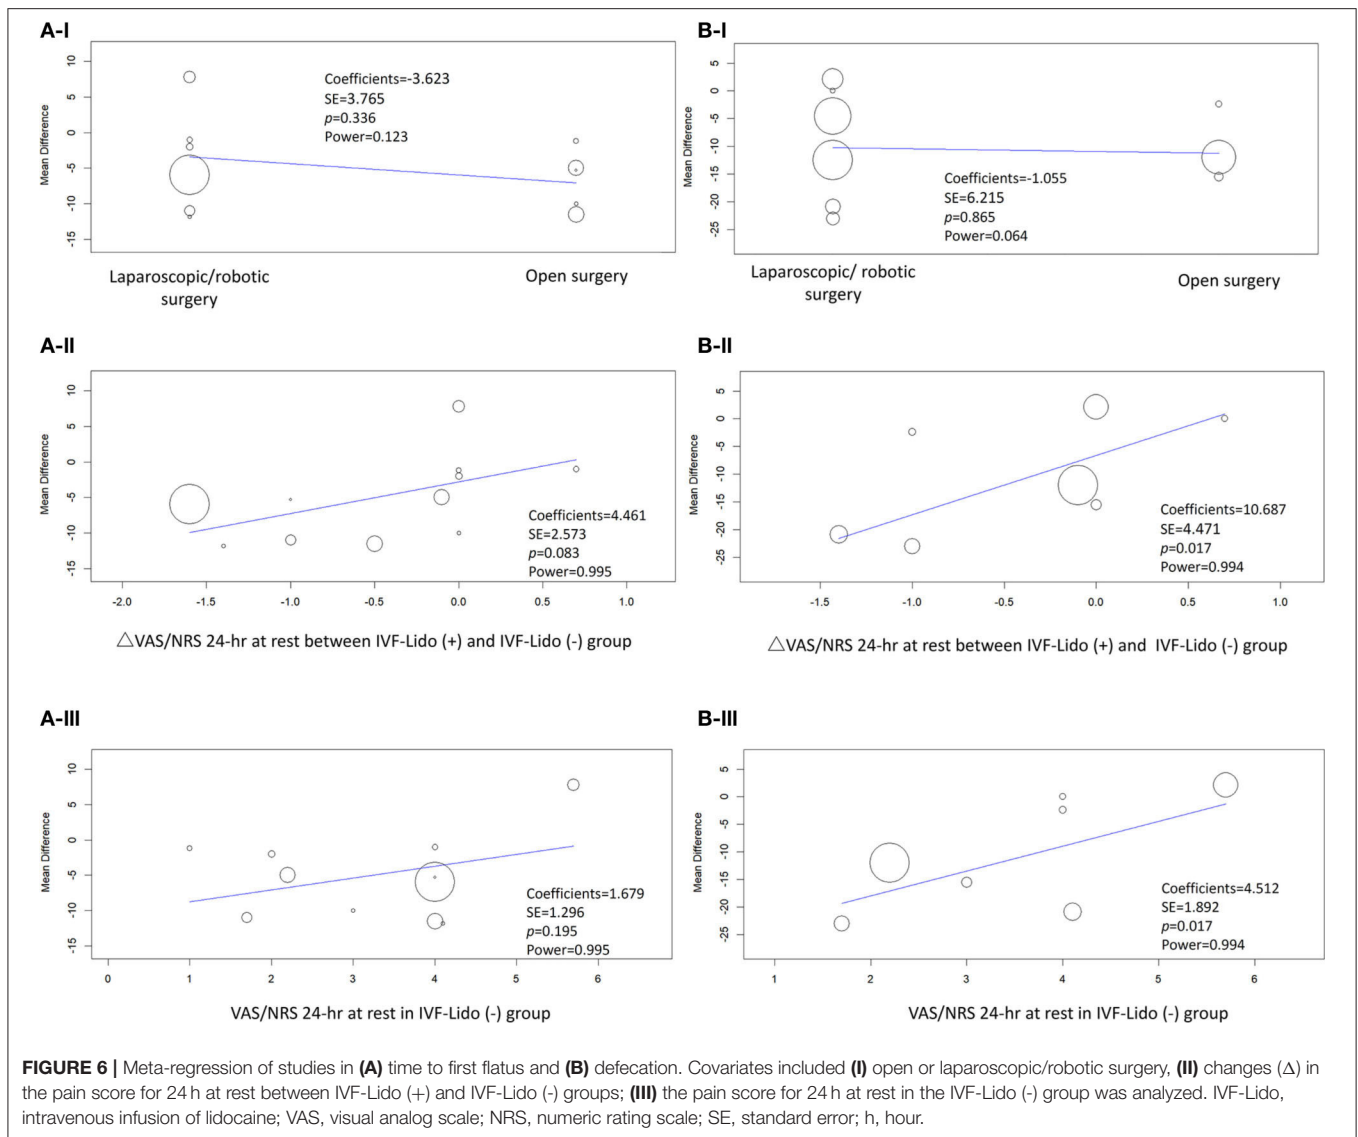 A-I
Mean Difference
10
5
0
-5
-10
-15
Coefficients=-3.623
SE=3.765
p=0.336
Power=0.123
Laparoscopic/robotic
surgery
Open surgery
B-I
Mean Difference
5
0
-5
-10
-15
-20
-25
Coefficients=-1.055
SE=6.215
p=0.865
Power=0.064
Laparoscopic/ robotic
surgery
Open surgery
A-II
Mean Difference
10
5
0
-5
-10
-15
Coefficients=4.461
SE=2.573
p=0.083
Power=0.995
-2.0 -1.5 -1.0 -0.5 0.0 0.5 1.0
△VAS/NRS 24-hr at rest between IVF-Lido (+) and IVF-Lido (-) group
B-II
Mean Difference
5
0
-5
-10
-15
-20
-25
Coefficients=10.687
SE=4.471
p=0.017
Power=0.994
-1.5 -1.0 -0.5 0.0 0.5 1.0
△VAS/NRS 24-hr at rest between IVF-Lido (+) and IVF-Lido (-) group
A-III
Mean Difference
10
5
0
-5
-10
-15
Coefficients=1.679
SE=1.296
p=0.195
Power=0.995
0 1 2 3 4 5 6
VAS/NRS 24-hr at rest in IVF-Lido (-) group
B-III
Mean Difference
5
0
-5
-10
-15
-20
-25
Coefficients=4.512
SE=1.892
p=0.017
Power=0.994
1 2 3 4 5 6
VAS/NRS 24-hr at rest in IVF-Lido (-) group
FIGURE 6 | Meta-regression of studies in (A) time to first flatus and (B) defecation. Covariates included (I) open or laparoscopic/robotic surgery, (II) changes (Δ) in
the pain score for 24 h at rest between IVF-Lido (+) and IVF-Lido (-) groups; (III) the pain score for 24 h at rest in the IVF-Lido (-) group was analyzed. IVF-Lido,
intravenous infusion of lidocaine; VAS, visual analog scale; NRS, numeric rating scale; SE, standard error; h, hour.